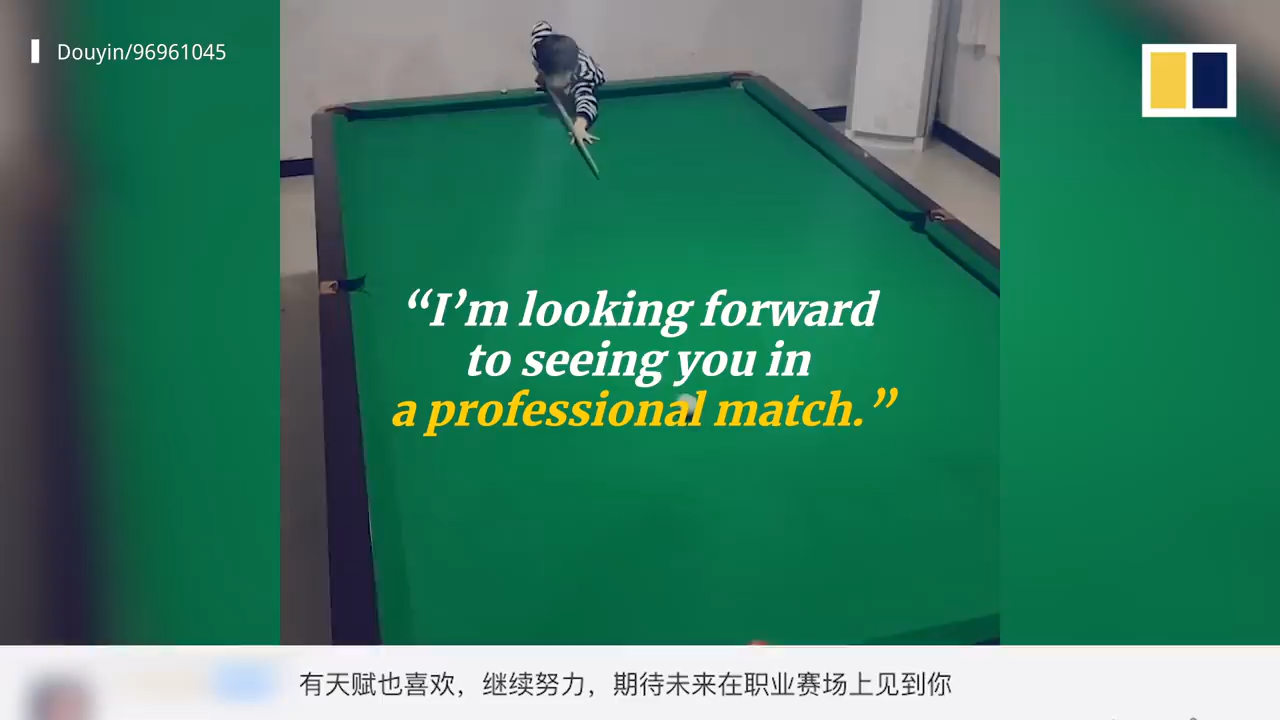 Douyin/96961045
“I’m looking forward
to seeing you in
a professional match.”
有天赋也喜欢，继续努力，期待未来在职业赛场上见到你